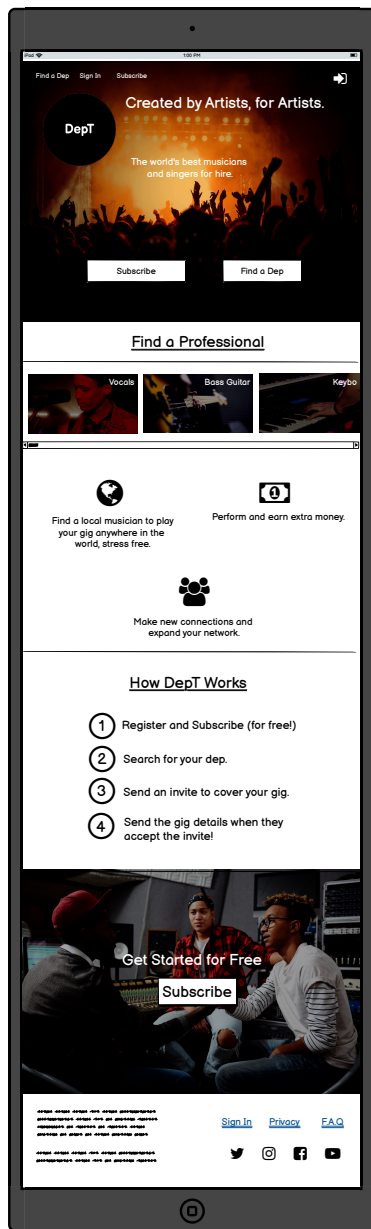 iPad
1:00 PM
Find a Dep
Sign In
Subscribe
DepT
Created by Artists, for Artists.
The world's best musicians
and singers for hire.
Subscribe
Find a Dep
Find a Professional
Vocals
Bass Guitar
Keybo
Find a local musician to play
your gig anywhere in the
world, stress free.
1
Perform and earn extra money.
Make new connections and
expand your network.
How DepT Works
1 Register and Subscribe (for free!)
2 Search for your dep.
3 Send an invite to cover your gig.
4 Send the gig details when they
accept the invite!
Get Started for Free
Subscribe
Sign In
Privacy
F.A.Q